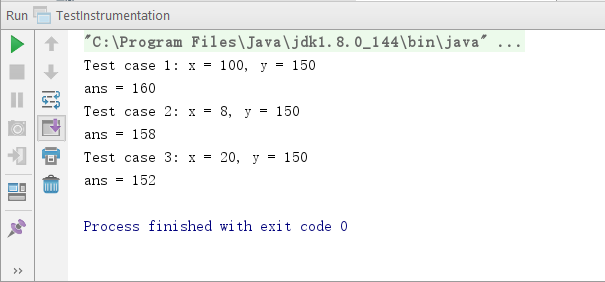 Run TestInstrumentation
"C:\Program Files\Java\jdk1.8.0_144\bin\java" ...
Test case 1: x = 100, y = 150
ans = 160
Test case 2: x = 8, y = 150
ans = 158
Test case 3: x = 20, y = 150
ans = 152
Process finished with exit code 0